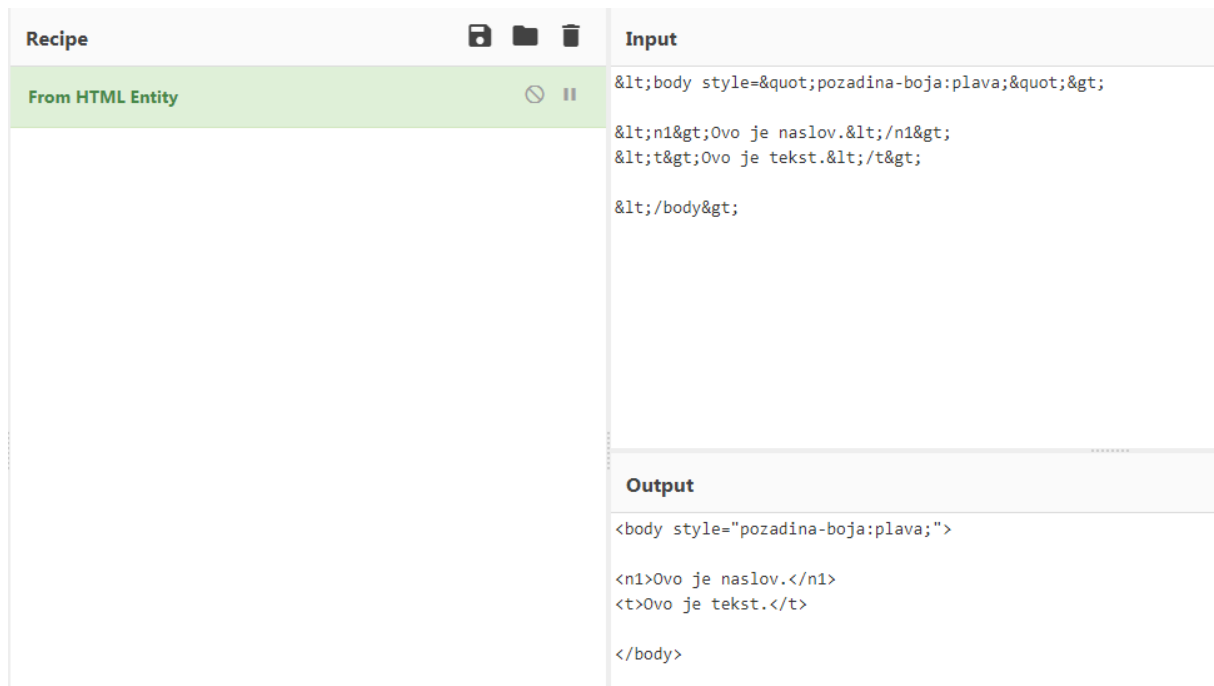 Recipe
From HTML Entity
Input
&lt;body style=&quot;pozadina-boja:plava;&quot;&gt;
&lt;n1&gt;Ovo je naslov.&lt;/n1&gt;
&lt;t&gt;Ovo je tekst.&lt;/t&gt;
&lt;/body&gt;
Output
<body style="pozadina-boja:plava;">
<n1>Ovo je naslov.</n1>
<t>Ovo je tekst.</t>
</body>